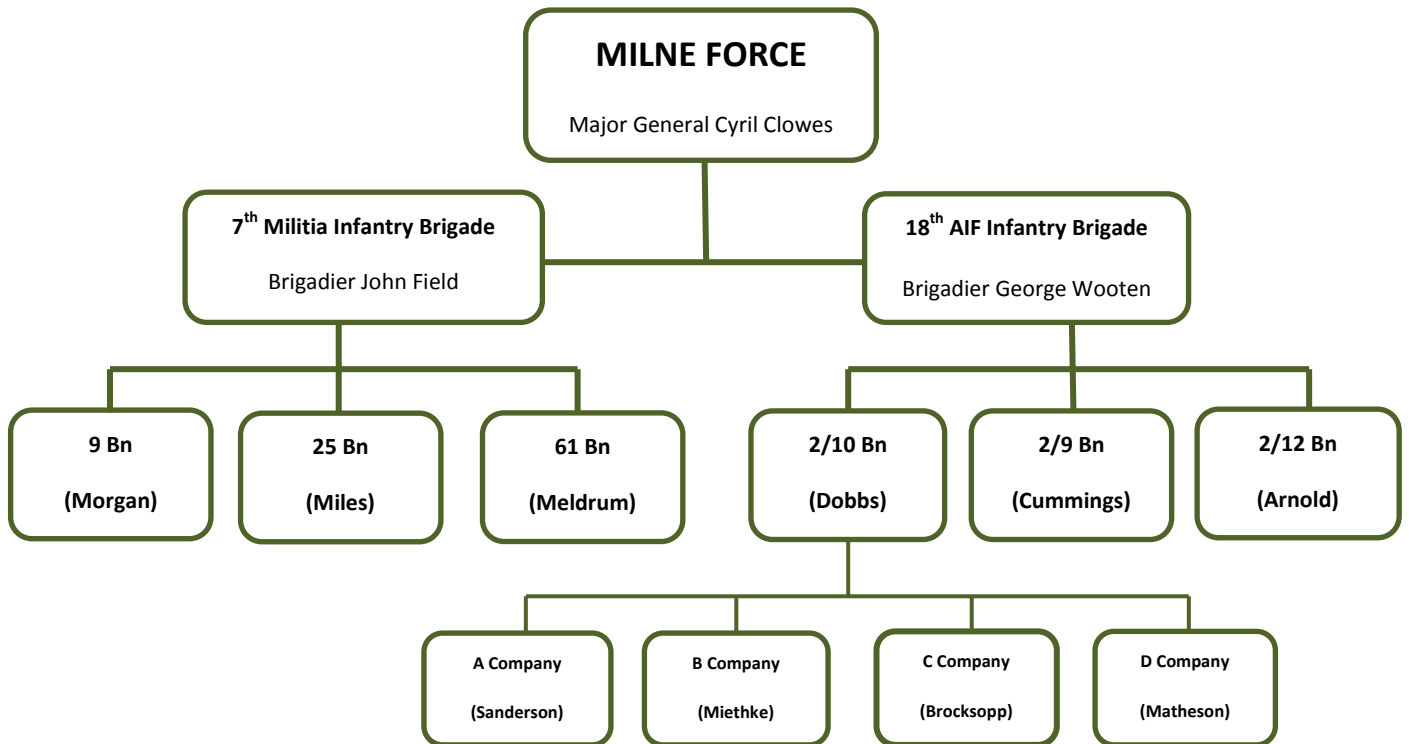 MILNE FORCE
Major General Cyril Clowes
7th Militia Infantry Brigade
Brigadier John Field
18th AIF Infantry Brigade
Brigadier George Wooten
9 Bn
(Morgan)
25 Bn
(Miles)
61 Bn
(Meldrum)
2/10 Bn
(Dobbs)
2/9 Bn
(Cummings)
2/12 Bn
(Arnold)
A Company
(Sanderson)
B Company
(Miethke)
C Company
(Brocksopp)
D Company
(Matheson)